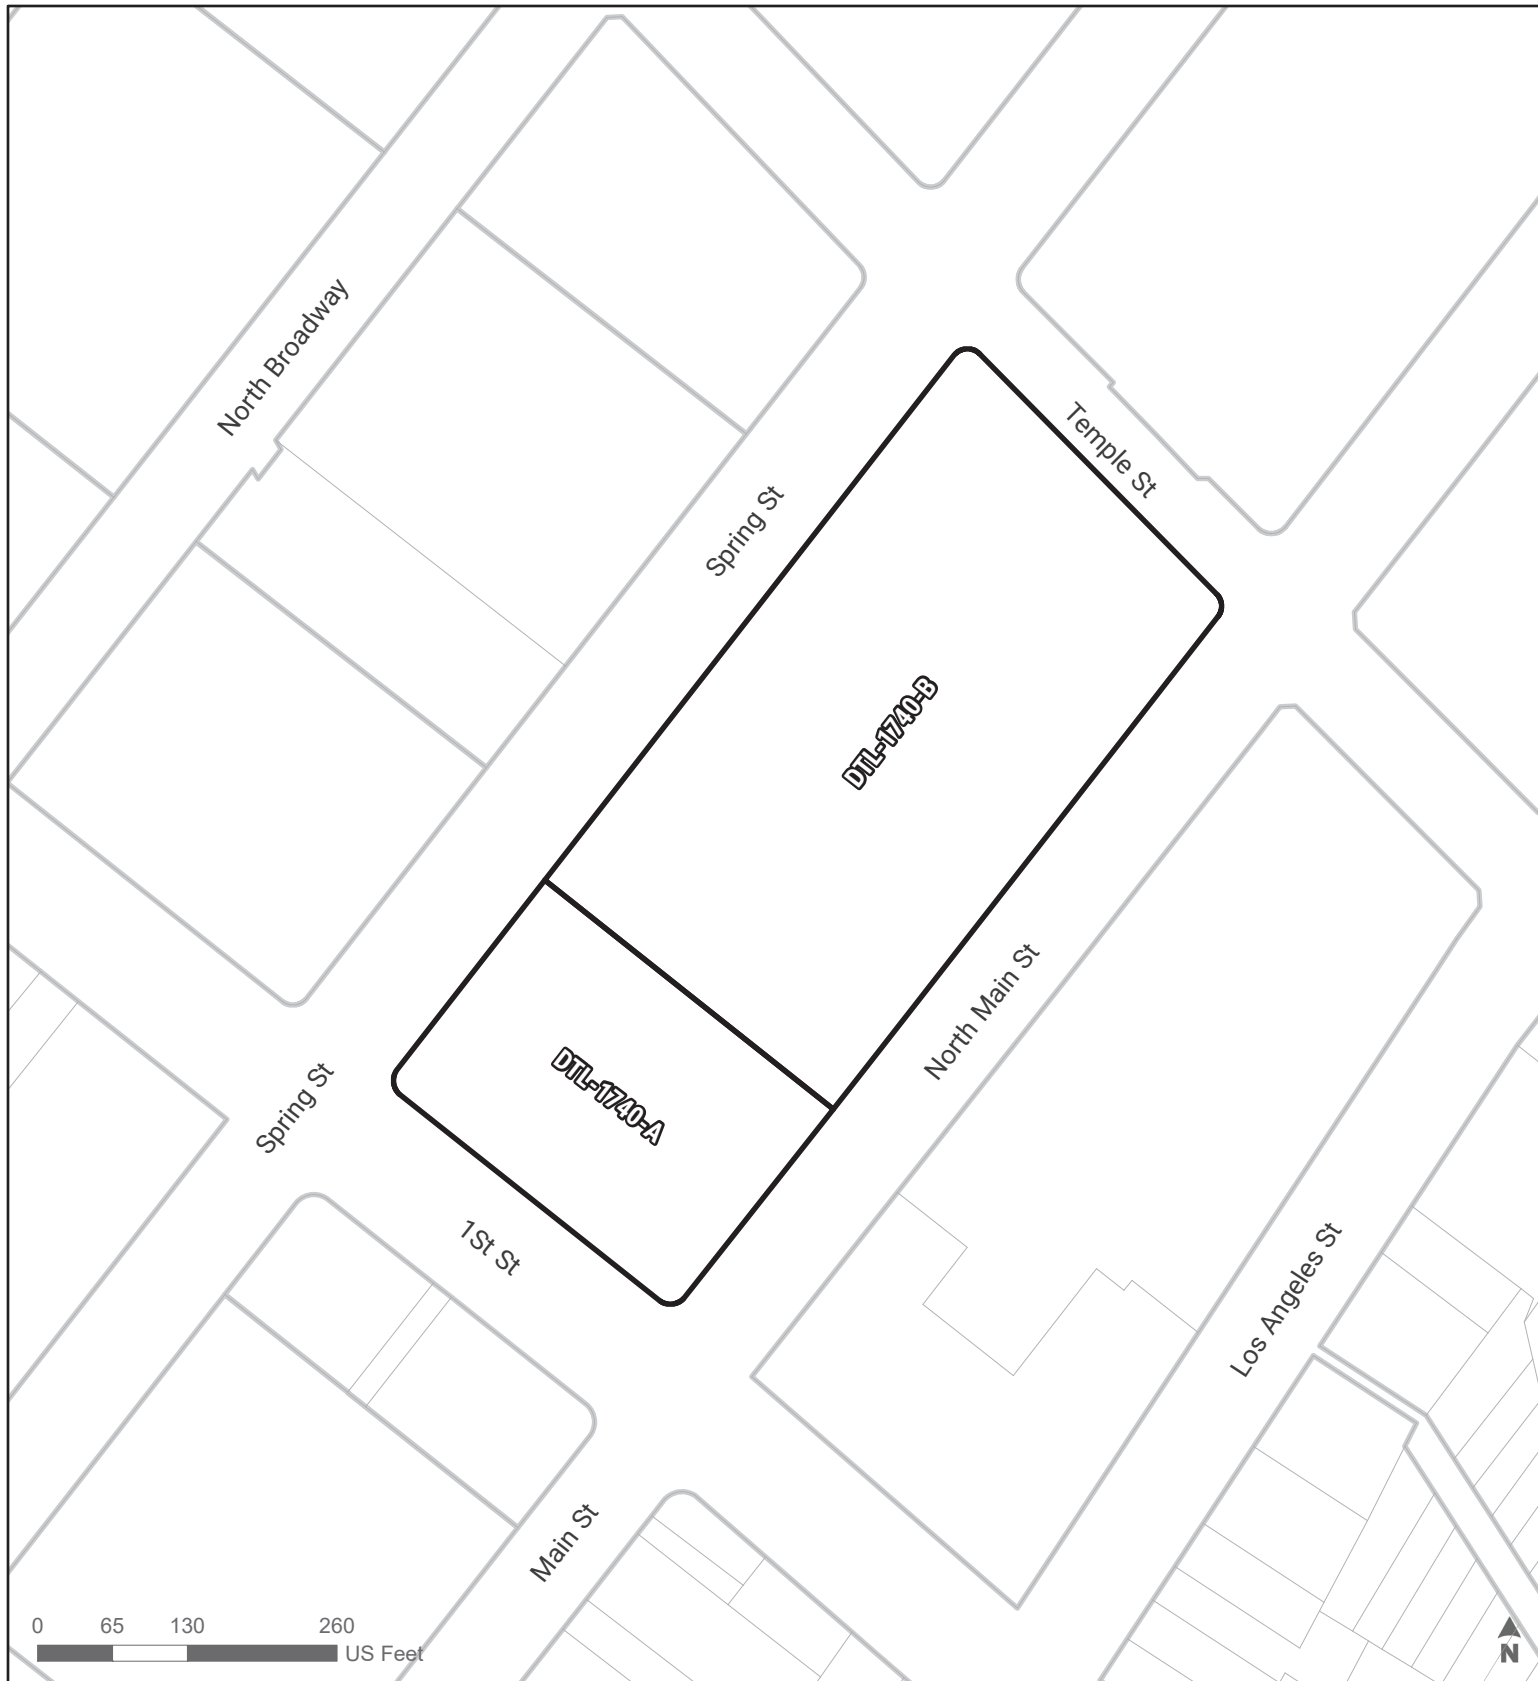 North Broadway
Temple St
Spring St
DTL-1740-B
North Main St
DTL-1740-A
Spring St
1St St
Los Angeles St
Main St
0 65 130 260
US Feet
N